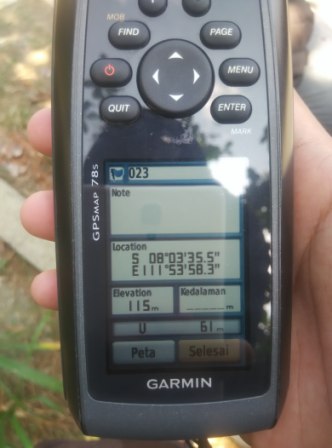 MOB
FIND
PAGE
MENU
QUIT
ENTER
MARK
GPSMAP 78s
023
Note
Location
S 08°03'35.5"
E111°53'58.3"
Elevation
115m
Kedalaman
_____m
U
61m
Peta
Selesai
GARMIN